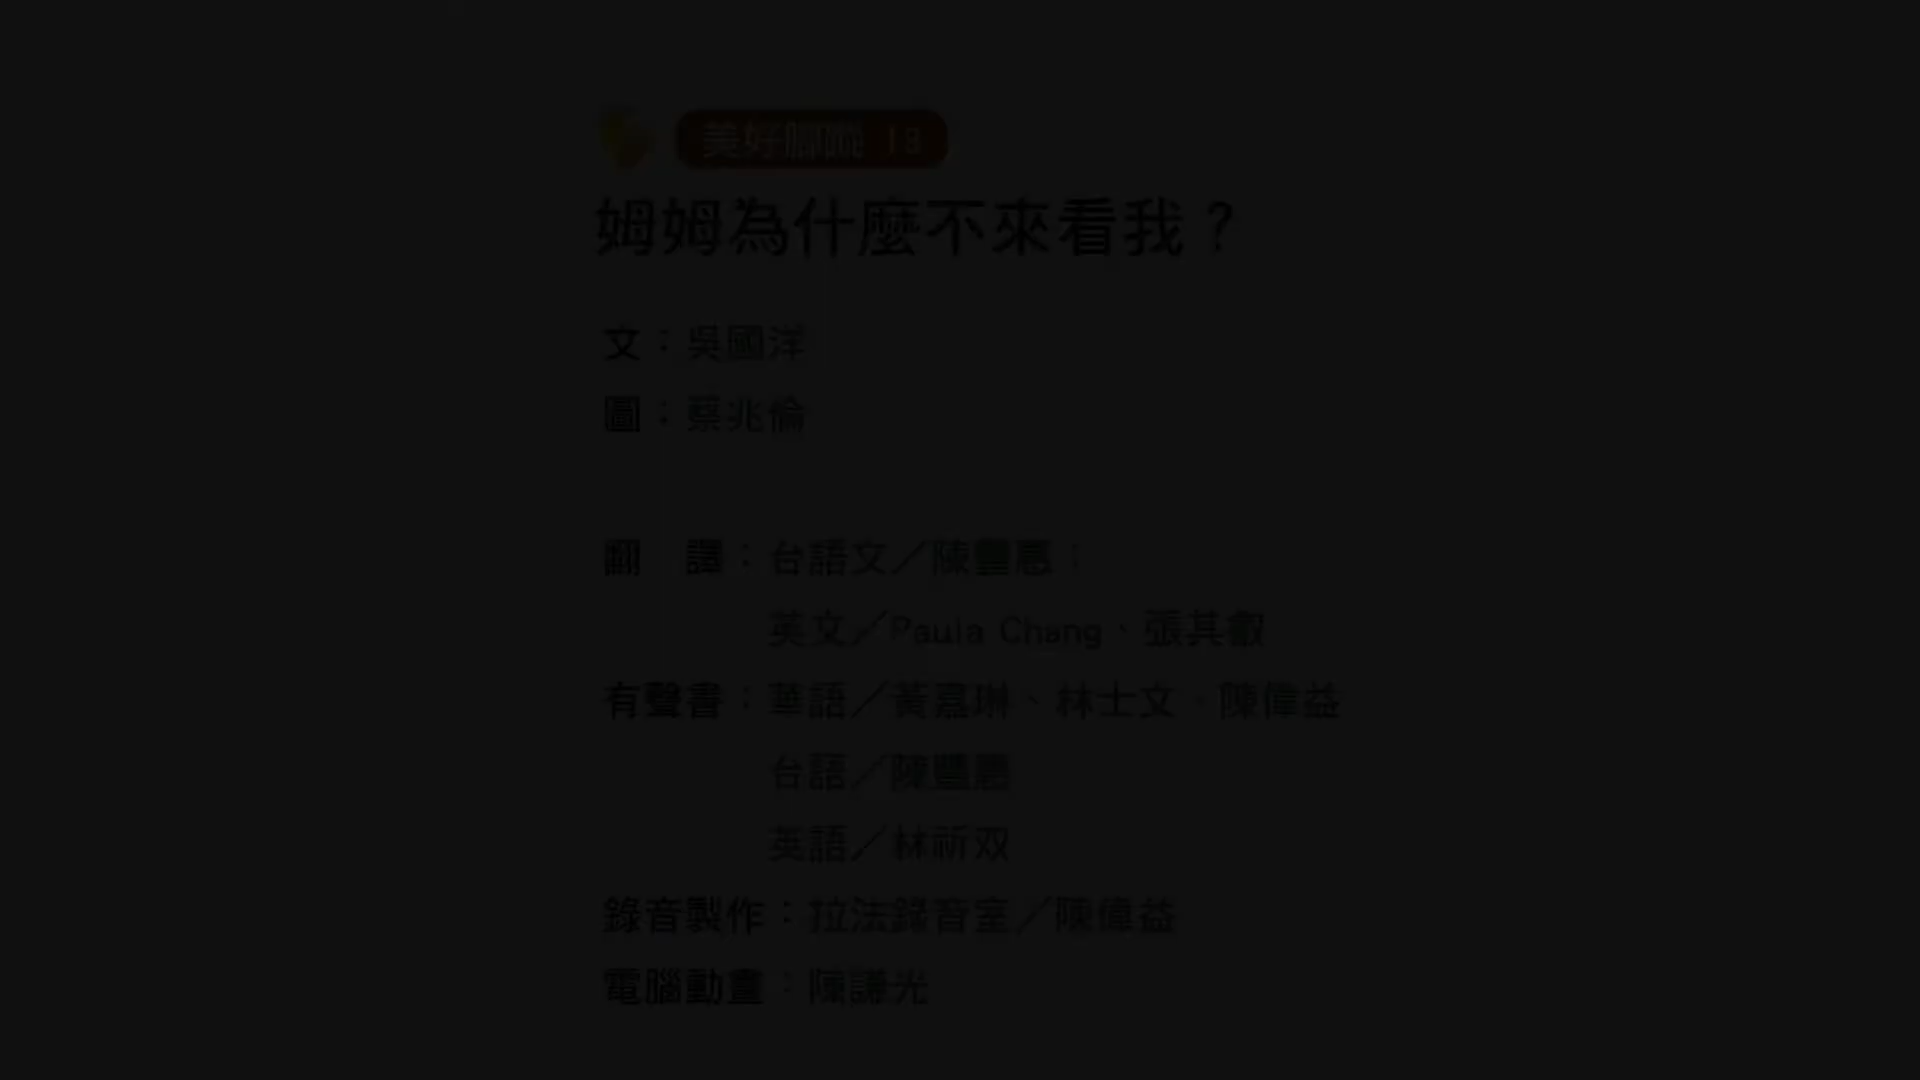 美好腳蹤 13
姆姆為什麼不來看我？
文：吳國洋
圖：蔡兆倫
翻　譯：台語文／陳豐惠；
英文／Paula Chang、張其叡
有聲書：華語／黃嘉琳、林士文、陳偉益
台語／陳豐惠
英語／林祈双
錄音製作：拉法錄音室／陳偉益
電腦動畫：陳謙光